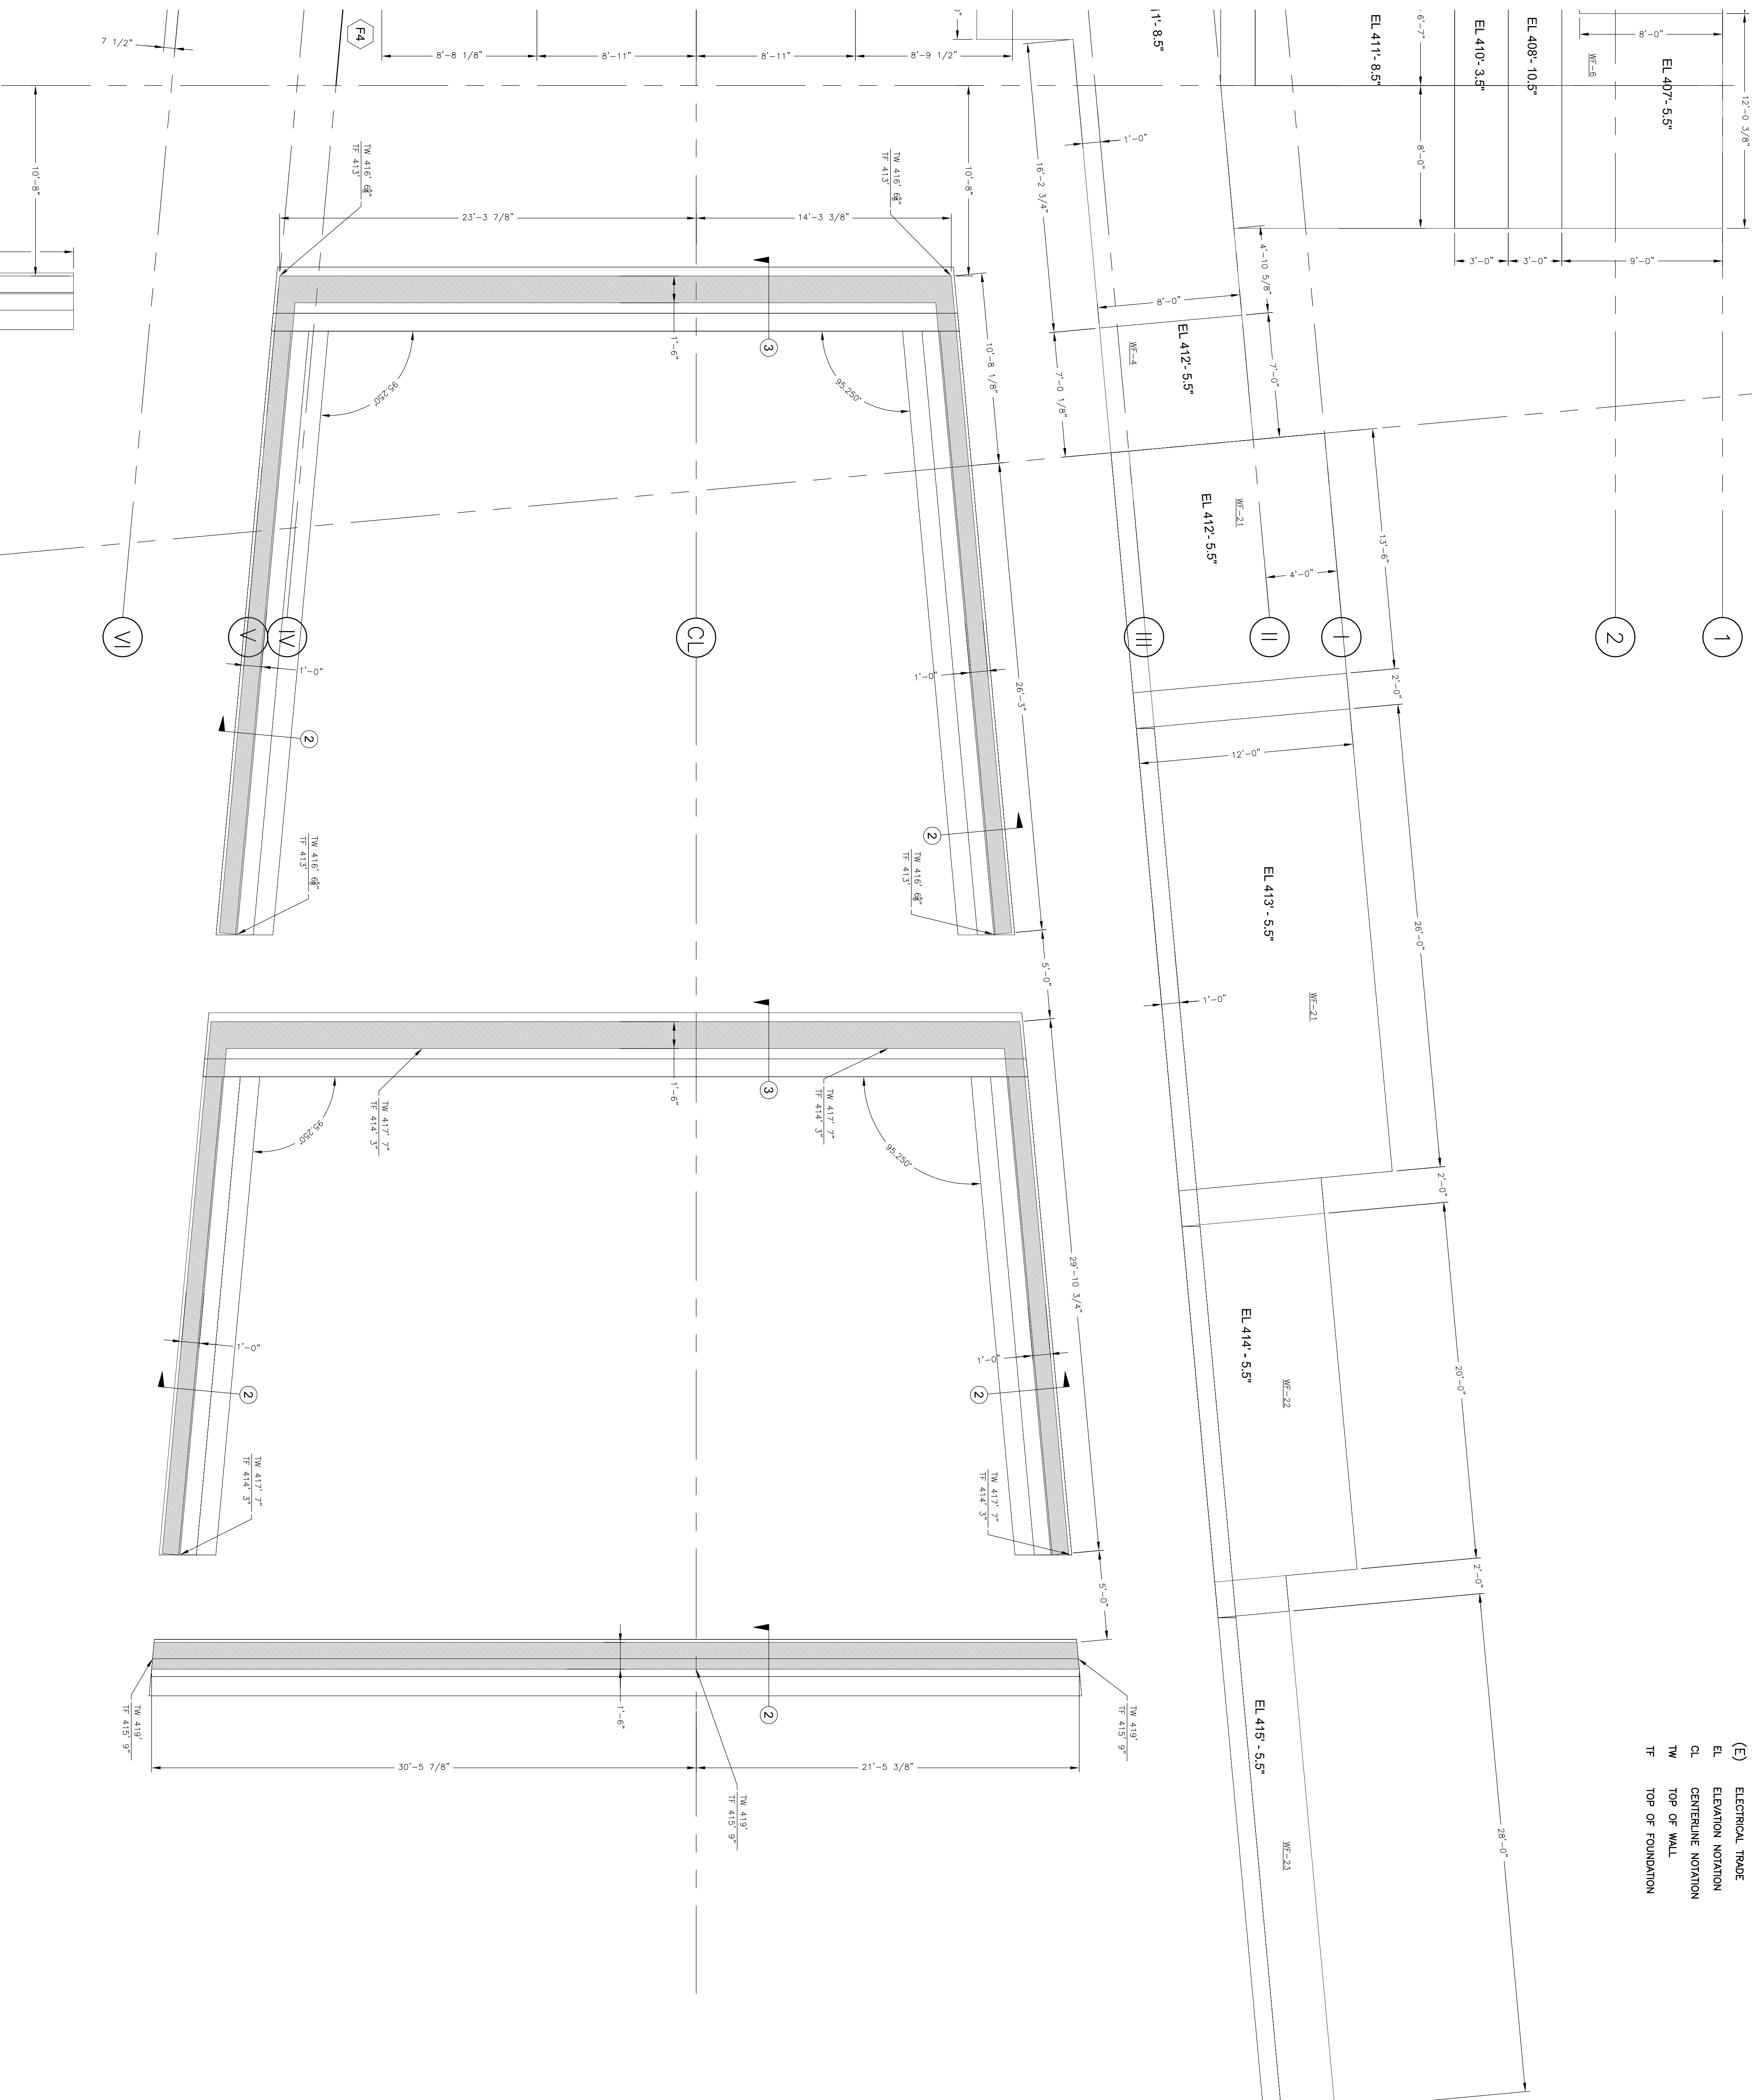 7 1/2"
10'-8"
F4
8'-8 1/8"
8'-11"
8'-11"
8'-9 1/2"
10'-8"
TW 416' 6⅝"
TF 413'
TW 416' 6⅝"
TF 413'
23'-3 7/8"
14'-3 3/8"
16'-2 3/4"
1'-0"
EL 411'- 8.5"
6'-7"
8'-0"
EL 410'- 3.5"
EL 408'- 10.5"
WF-6
8'-0"
EL 407'- 5.5"
12'-0 3/8"
3'-0"
3'-0"
9'-0"
4'-10 5/8"
8'-0"
7'-0"
EL 412'- 5.5"
WF-4
7'-0 1/8"
10'-8 1/8"
1'-6"
3
95.250°
95.250°
13'-6"
WF-21
EL 412'- 5.5"
4'-0"
VI
V
IV
CL
III
II
I
2
1
1'-0"
1'-0"
26'-3"
2'-0"
12'-0"
2
2
TW 416' 6⅝"
TF 413'
TW 416' 6⅝"
TF 413'
EL 413' - 5.5"
26'-0"
5'-0"
WF-21
1'-0"
1'-6"
3
TW 417' 7"
TF 414' 3"
TW 417' 7"
TF 414' 3"
95.250°
95.250°
2'-0"
29'-10 3/4"
1'-0"
1'-0"
2
2
EL 414' - 5.5"
WF-22
20'-0"
TW 417' 7"
TF 414' 3"
TW 417' 7"
TF 414' 3"
5'-0"
2'-0"
TW 419'
TF 415' 9"
1'-6"
2
TW 419'
TF 415' 9"
30'-5 7/8"
21'-5 3/8"
TW 419'
TF 415' 9"
EL 415' - 5.5"
WF-23
28'-0"
(E) ELECTRICAL TRADE
EL ELEVATION NOTATION
CL CENTERLINE NOTATION
TW TOP OF WALL
TF TOP OF FOUNDATION